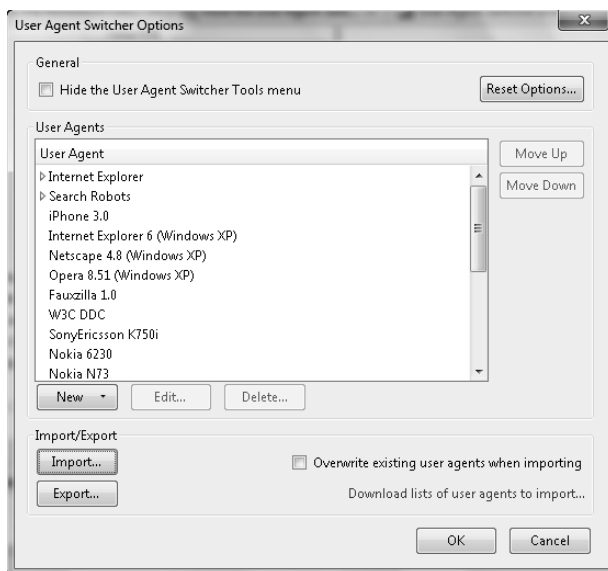 User Agent Switcher Options
General
Hide the User Agent Switcher Tools menu
Reset Options...
User Agents
User Agent
Move Up
Move Down
Internet Explorer
Search Robots
iPhone 3.0
Internet Explorer 6 (Windows XP)
Netscape 4.8 (Windows XP)
Opera 8.51 (Windows XP)
Fauxzilla 1.0
W3C DDC
SonyEricsson K750i
Nokia 6230
Nokia N73
New
Edit...
Delete...
Import/Export
Import...
Overwrite existing user agents when importing
Export...
Download lists of user agents to import...
OK
Cancel